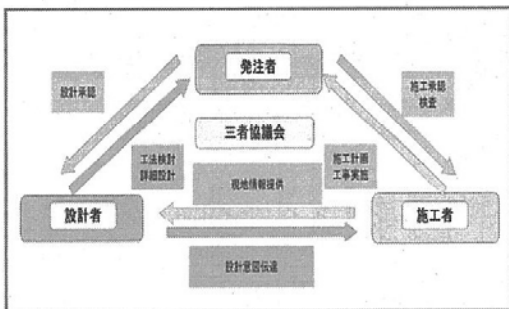 発注者
設計承認
施工承認
検査
三者協議会
工法検討
詳細設計
施工計画
工事実施
現地情報提供
設計者
施工者
設計意図伝達